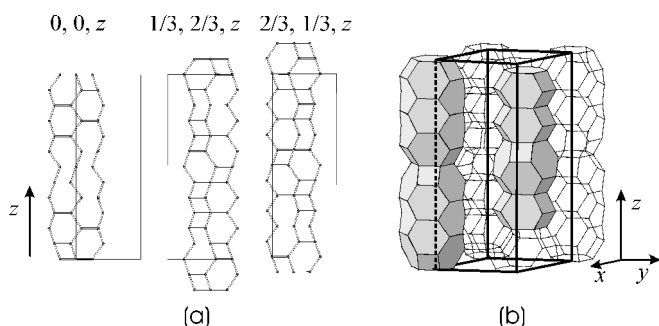 0, 0, z 1/3, 2/3, z 2/3, 1/3, z
z
z
x y
(a) (b)